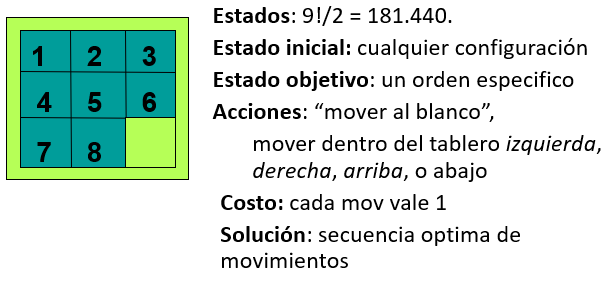 1 2 3
4 5 6
7 8
Estados: 9!/2 = 181.440.
Estado inicial: cualquier configuración
Estado objetivo: un orden especifico
Acciones: “mover al blanco”,
mover dentro del tablero izquierda,
derecha, arriba, o abajo
Costo: cada mov vale 1
Solución: secuencia optima de
movimientos